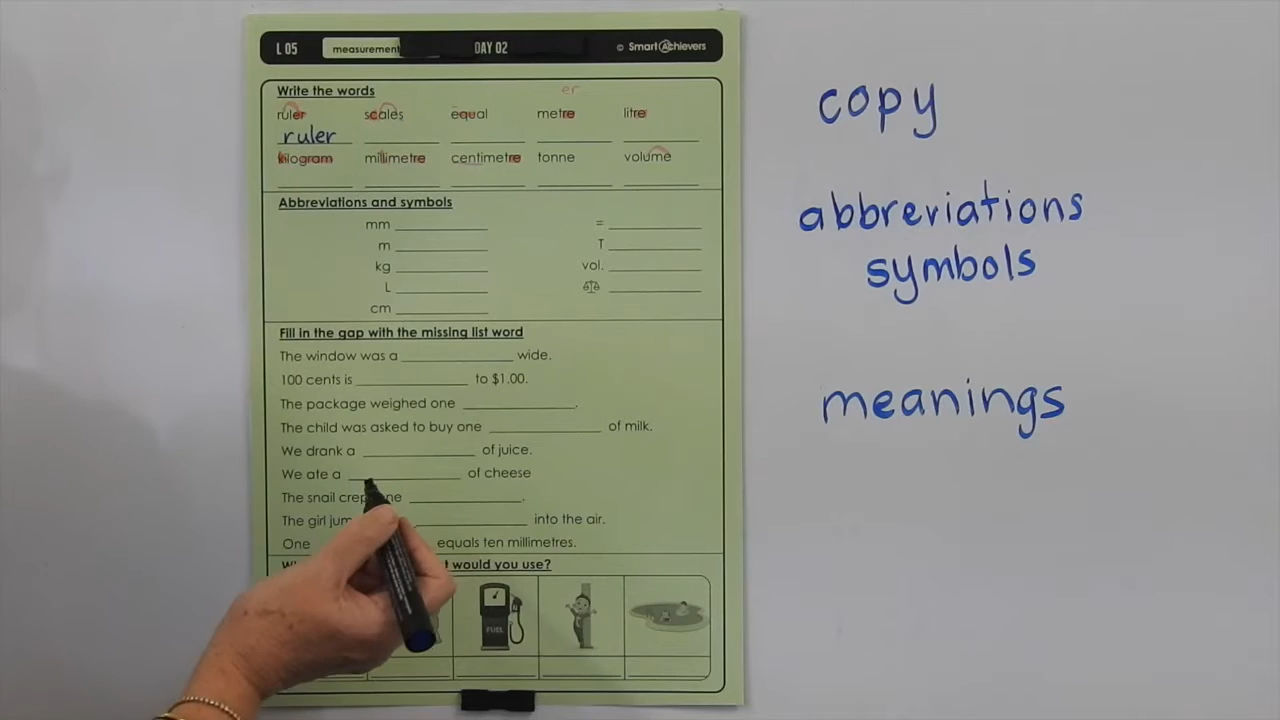 L 05 measurement DAY 02 © Smart Achievers
Write the words
er
ruler scales equal metre litre
ruler
kilogram millimetre centimetre tonne volume
Abbreviations and symbols
mm =
m T
kg vol.
L
cm
Fill in the gap with the missing list word
The window was a wide.
100 cents is to $1.00.
The package weighed one .
The child was asked to buy one of milk.
We drank a of juice.
We ate a of cheese
The snail .
The girl into the air.
One equals ten millimetres.
would you use?
FUEL
copy
abbreviations
symbols
meanings